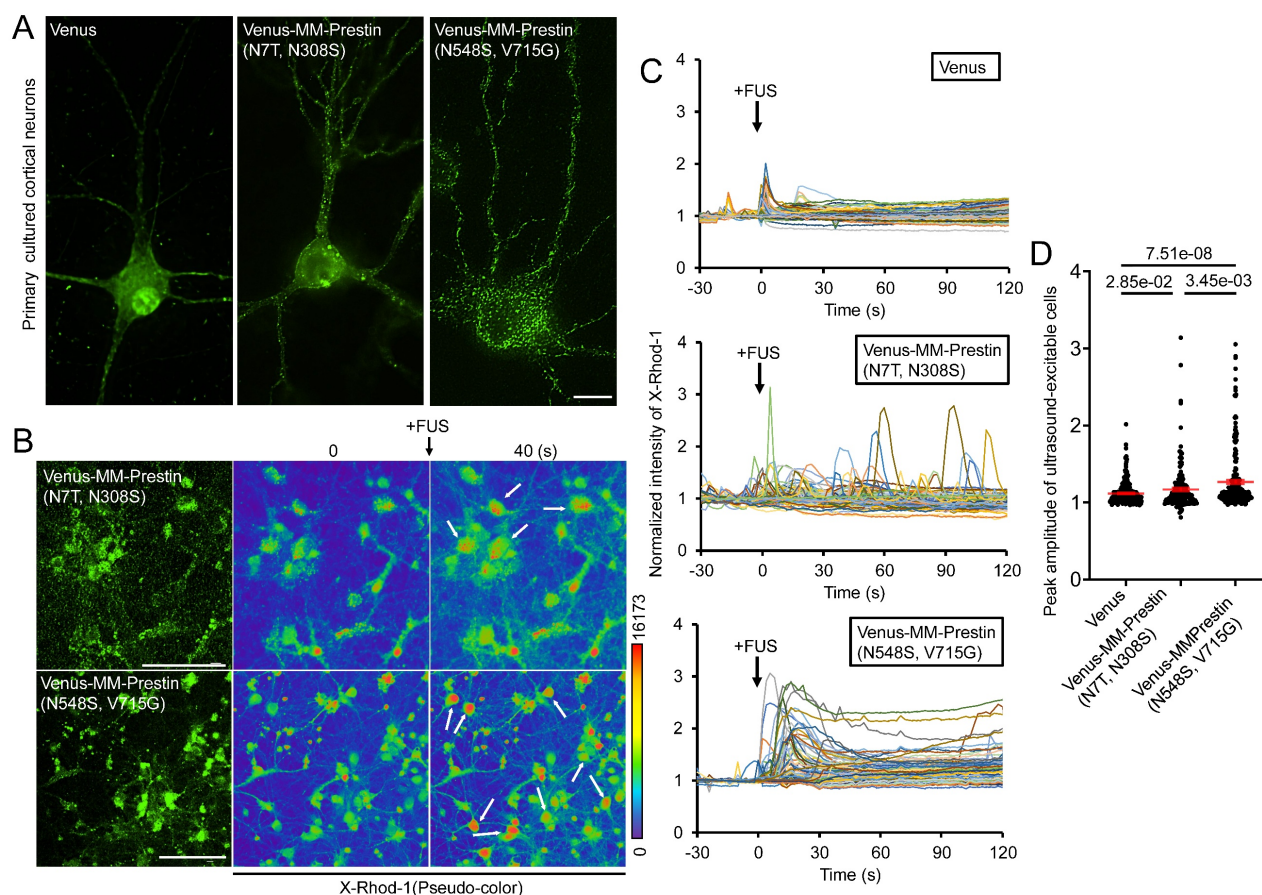 A
Venus
Venus-MM-Prestin
(N7T, N308S)
Venus-MM-Prestin
(N548S, V715G)
Primary cultured cortical neurons
B
+FUS
0
40 (s)
Venus-MM-Prestin
(N7T, N308S)
Venus-MM-Prestin
(N548S, V715G)
16173
0
X-Rhod-1(Pseudo-color)
C
Normalized intensity of X-Rhod-1
Venus
+FUS
4
3
2
1
0
-30 0 30 60 90 120
Time (s)
Venus-MM-Prestin
(N7T, N308S)
+FUS
4
3
2
1
0
-30 0 30 60 90 120
Time (s)
Venus-MM-Prestin
(N548S, V715G)
+FUS
4
3
2
1
0
-30 0 30 60 90 120
Time (s)
D
7.51e-08
2.85e-02 3.45e-03
Peak amplitude of ultrasound-excitable cells
4
3
2
1
0
Venus
Venus-MM-Prestin
(N7T, N308S)
Venus-MMPrestin
(N548S, V715G)